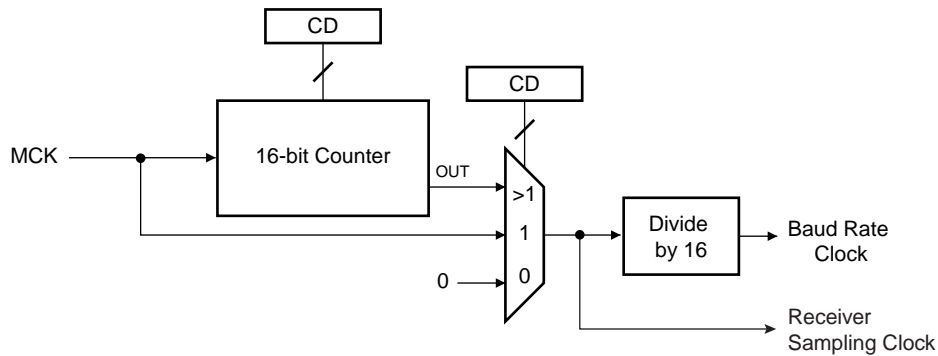 CD
CD
MCK
16-bit Counter
OUT
>1
1
0
0
Divide
by 16
Baud Rate
Clock
Receiver
Sampling Clock